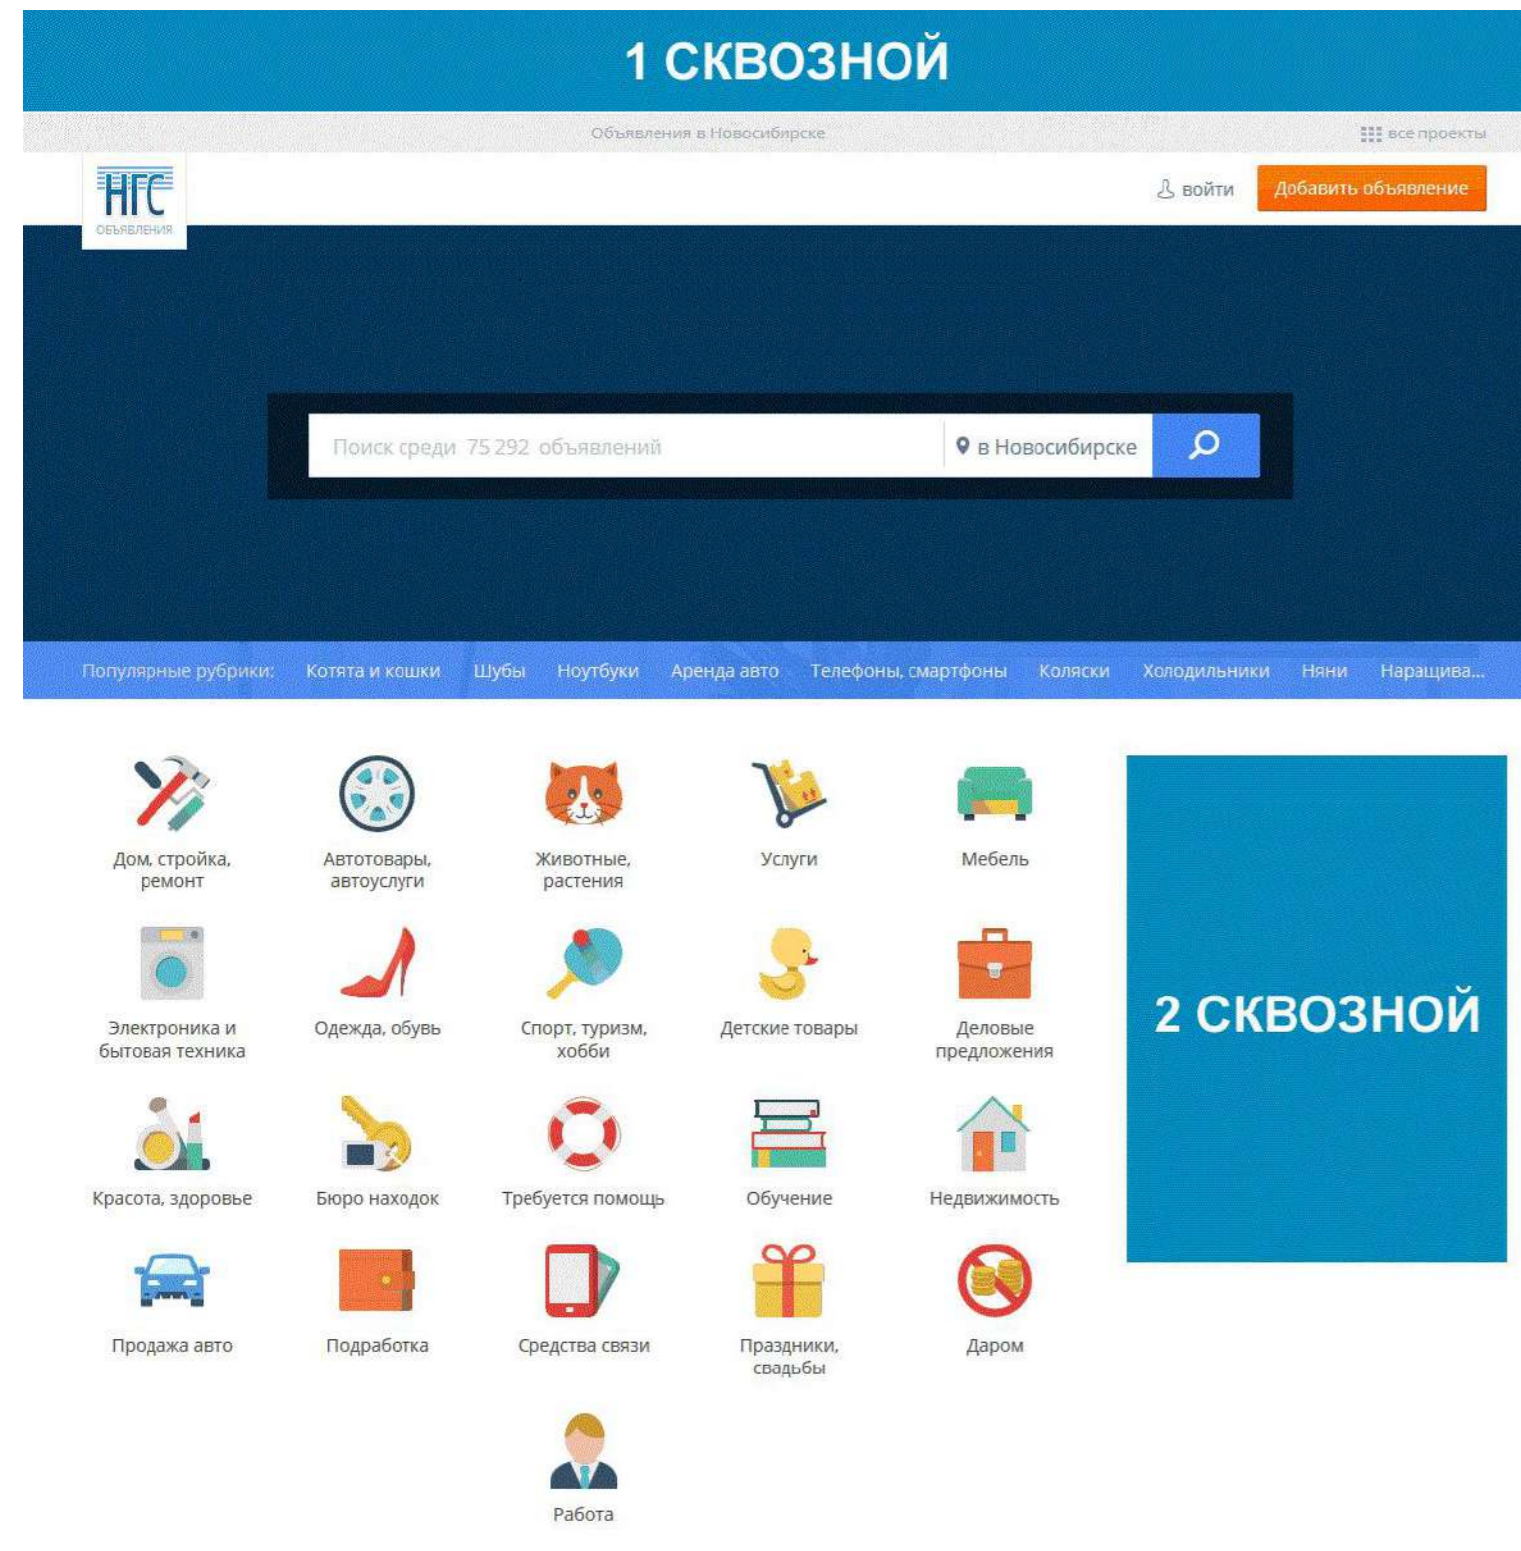 1 СКВОЗНОЙ
Объявления в Новосибирске
все проекты
НГС
ОБЪЯВЛЕНИЯ
войти
Добавить объявление
Поиск среди 75 292 объявлений
в Новосибирске
Популярные рубрики: Котята и кошки Шубы Ноутбуки Аренда авто Телефоны, смартфоны Коляски Холодильники Няни Наращива...
Дом, стройка,
ремонт
Автотовары,
автоуслуги
Животные,
растения
Услуги
Мебель
Электроника и
бытовая техника
Одежда, обувь
Спорт, туризм,
хобби
Детские товары
Деловые
предложения
2 СКВОЗНОЙ
Красота, здоровье
Бюро находок
Требуется помощь
Обучение
Недвижимость
Продажа авто
Подработка
Средства связи
Праздники,
свадьбы
Даром
Работа